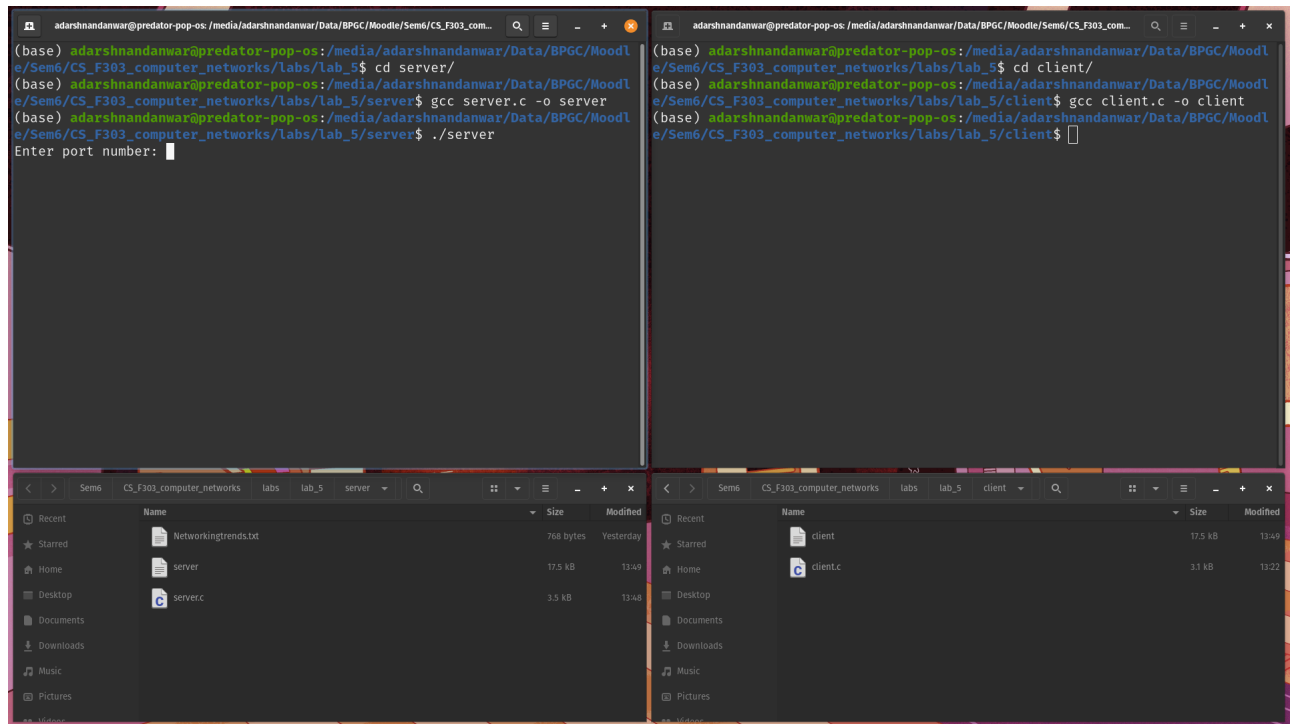 adarshnandanwar@predator-pop-os: /media/adarshnandanwar/Data/BPGC/Moodle/Sem6/CS_F303_com...
(base) adarshnandanwar@predator-pop-os:/media/adarshnandanwar/Data/BPGC/Moodl
e/Sem6/CS_F303_computer_networks/labs/lab_5$ cd server/
(base) adarshnandanwar@predator-pop-os:/media/adarshnandanwar/Data/BPGC/Moodl
e/Sem6/CS_F303_computer_networks/labs/lab_5/server$ gcc server.c -o server
(base) adarshnandanwar@predator-pop-os:/media/adarshnandanwar/Data/BPGC/Moodl
e/Sem6/CS_F303_computer_networks/labs/lab_5/server$ ./server
Enter port number:
adarshnandanwar@predator-pop-os: /media/adarshnandanwar/Data/BPGC/Moodle/Sem6/CS_F303_com...
(base) adarshnandanwar@predator-pop-os:/media/adarshnandanwar/Data/BPGC/Moodl
e/Sem6/CS_F303_computer_networks/labs/lab_5$ cd client/
(base) adarshnandanwar@predator-pop-os:/media/adarshnandanwar/Data/BPGC/Moodl
e/Sem6/CS_F303_computer_networks/labs/lab_5/client$ gcc client.c -o client
(base) adarshnandanwar@predator-pop-os:/media/adarshnandanwar/Data/BPGC/Moodl
e/Sem6/CS_F303_computer_networks/labs/lab_5/client$
Sem6 CS_F303_computer_networks labs lab_5 server
Recent
Starred
Home
Desktop
Documents
Downloads
Music
Pictures
Videos
Name Size Modified
Networkingtrends.txt 768 bytes Yesterday
server 17.5 kB 13:49
C server.c 3.5 kB 13:48
Sem6 CS_F303_computer_networks labs lab_5 client
Recent
Starred
Home
Desktop
Documents
Downloads
Music
Pictures
Videos
Name Size Modified
client 17.5 kB 13:49
C client.c 3.1 kB 13:22